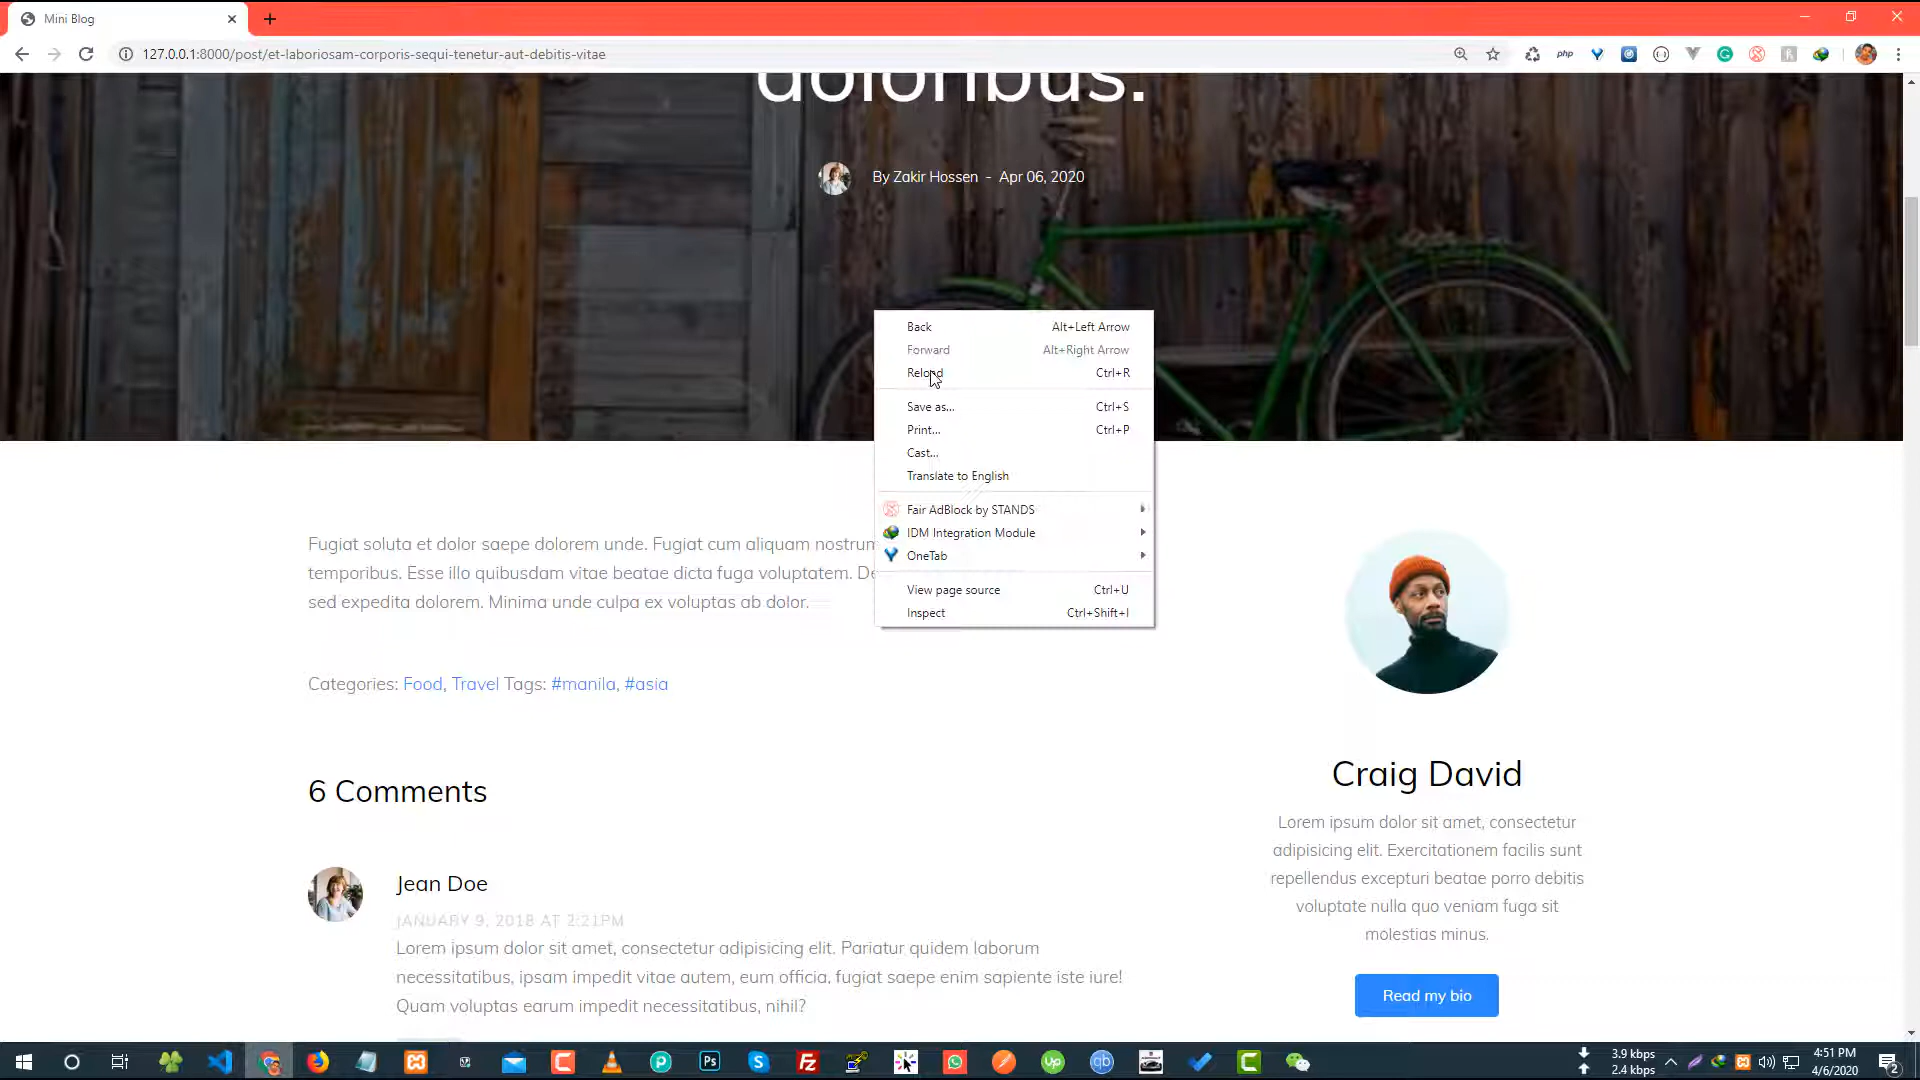 Mini Blog
127.0.0.1:8000/post/et-laboriosam-corporis-sequi-tenetur-aut-debitis-vitae
php
doloribus.
By Zakir Hossen - Apr 06, 2020
Back Alt+Left Arrow
Forward Alt+Right Arrow
Reload Ctrl+R
Save as... Ctrl+S
Print... Ctrl+P
Cast...
Translate to English
Fair AdBlock by STANDS
IDM Integration Module
OneTab
View page source Ctrl+U
Inspect Ctrl+Shift+I
Fugiat soluta et dolor saepe dolorem unde. Fugiat cum aliquam nostrum
temporibus. Esse illo quibusdam vitae beatae dicta fuga voluptatem. De
sed expedita dolorem. Minima unde culpa ex voluptas ab dolor.
Categories: Food, Travel Tags: #manila, #asia
6 Comments
Jean Doe
JANUARY 9, 2018 AT 2:21PM
Lorem ipsum dolor sit amet, consectetur adipisicing elit. Pariatur quidem laborum
necessitatibus, ipsam impedit vitae autem, eum officia, fugiat saepe enim sapiente iste iure!
Quam voluptas earum impedit necessitatibus, nihil?
Craig David
Lorem ipsum dolor sit amet, consectetur
adipisicing elit. Exercitationem facilis sunt
repellendus excepturi beatae porro debitis
voluptate nulla quo veniam fuga sit
molestias minus.
Read my bio
Ps
Fz
up
qb
3.9 kbps
2.4 kbps
4:51 PM
4/6/2020
2